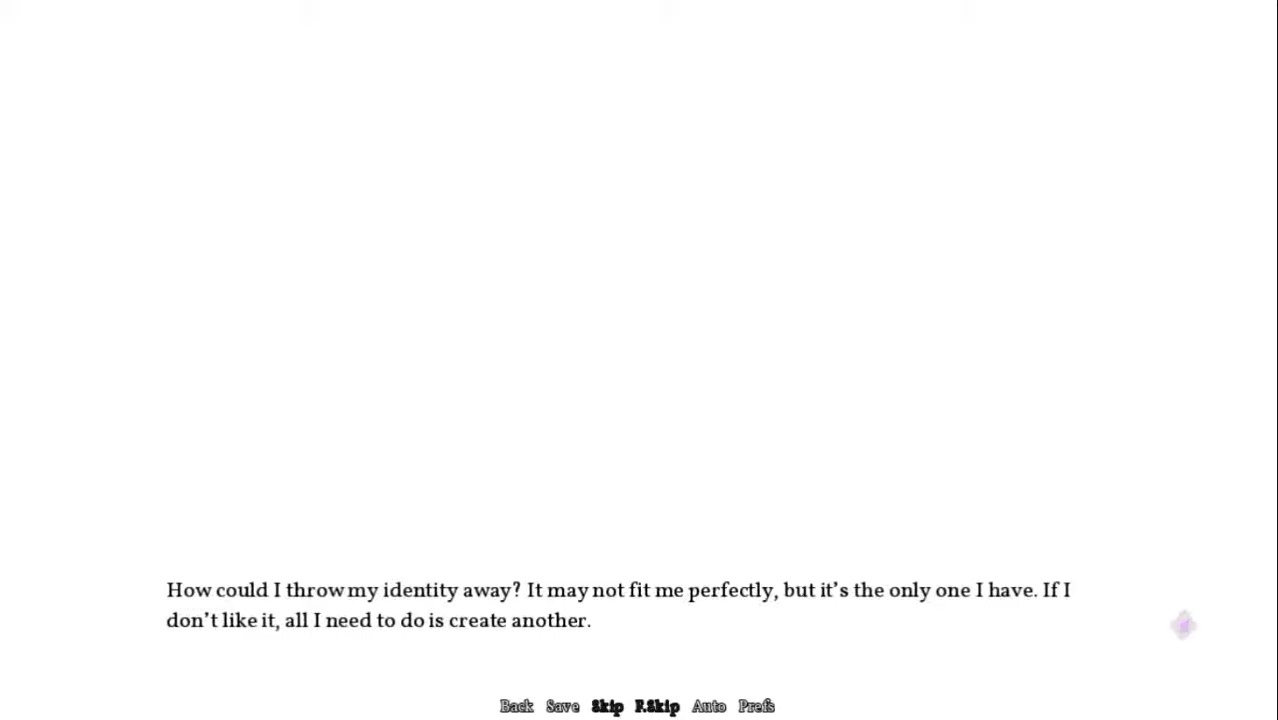 How could I throw my identity away? It may not fit me perfectly, but it’s the only one I have. If I
don’t like it, all I need to do is create another.
Back Save Skip F.Skip Auto Prefs